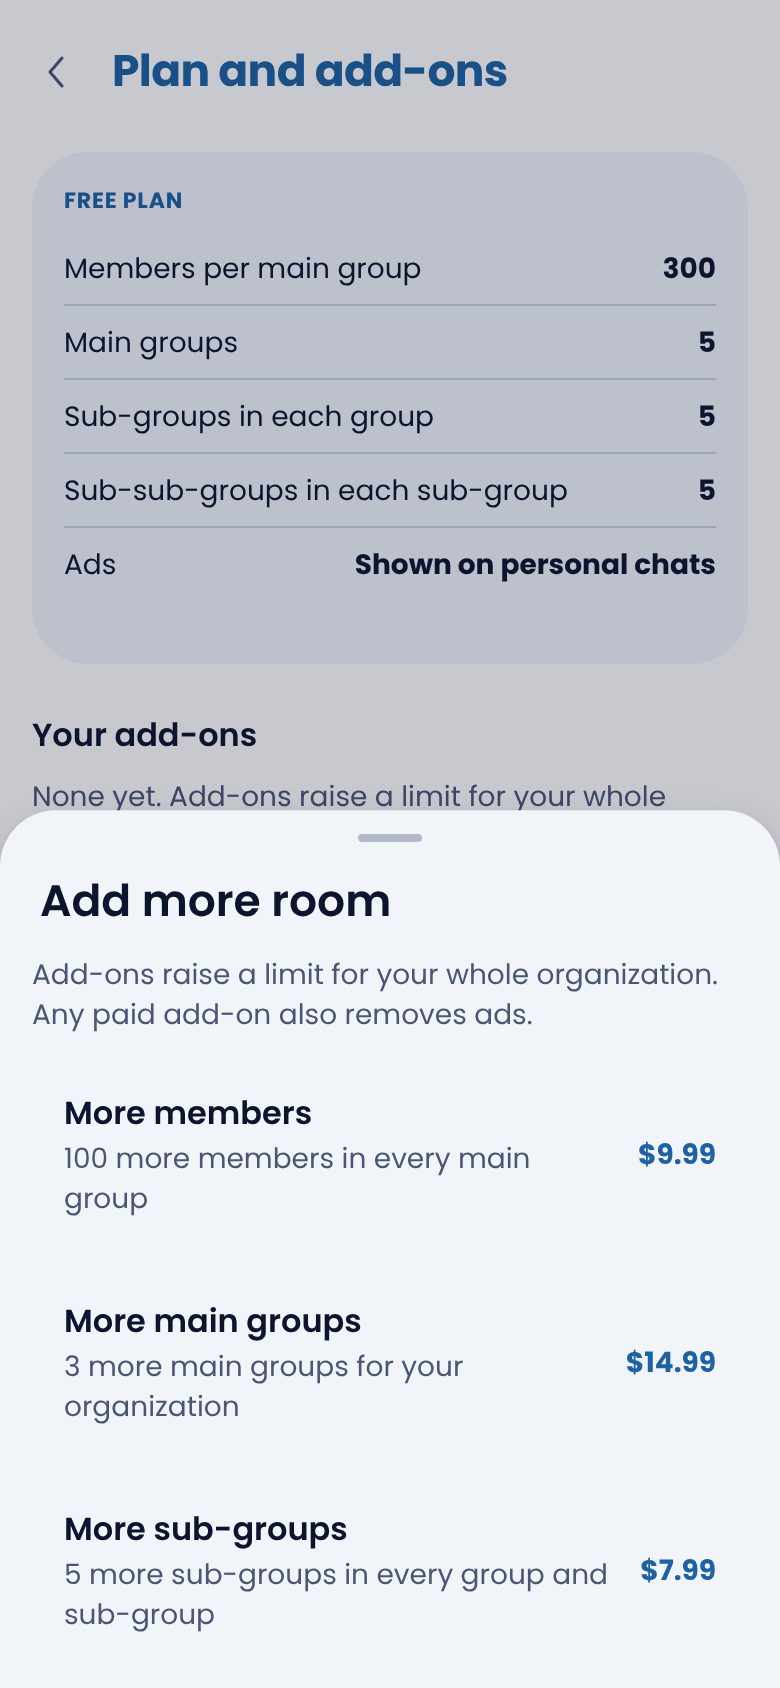 Plan and add-ons
FREE PLAN
Members per main group 300
Main groups 5
Sub-groups in each group 5
Sub-sub-groups in each sub-group 5
Ads Shown on personal chats
Your add-ons
None yet. Add-ons raise a limit for your whole
Add more room
Add-ons raise a limit for your whole organization.
Any paid add-on also removes ads.
More members
100 more members in every main
group
$9.99
More main groups
3 more main groups for your
organization
$14.99
More sub-groups
5 more sub-groups in every group and
sub-group
$7.99